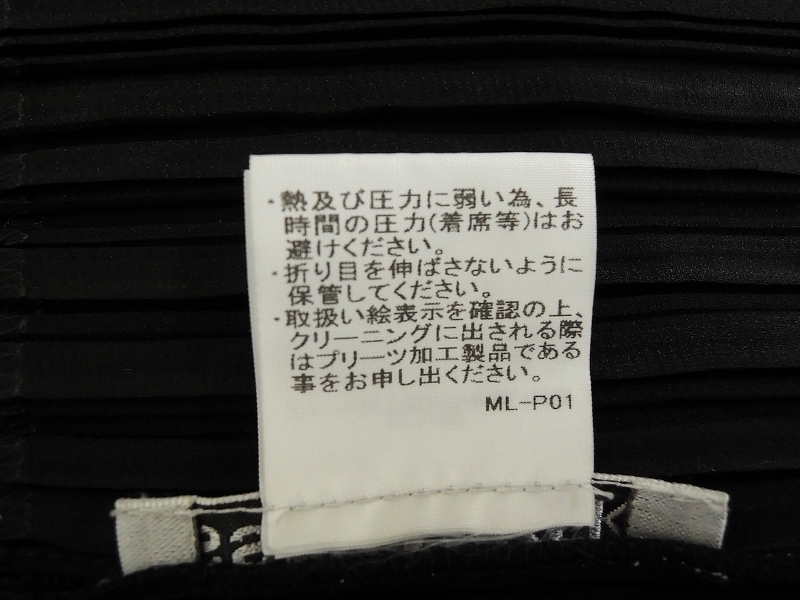 ・熱及び圧力に弱い為、長
時間の圧力(着席等)はお
避けください。
・折り目を伸ばさないように
保管してください。
・取扱い絵表示を確認の上、
クリーニングに出される際
はプリーツ加工製品である
事をお申し出ください。
ML-P01